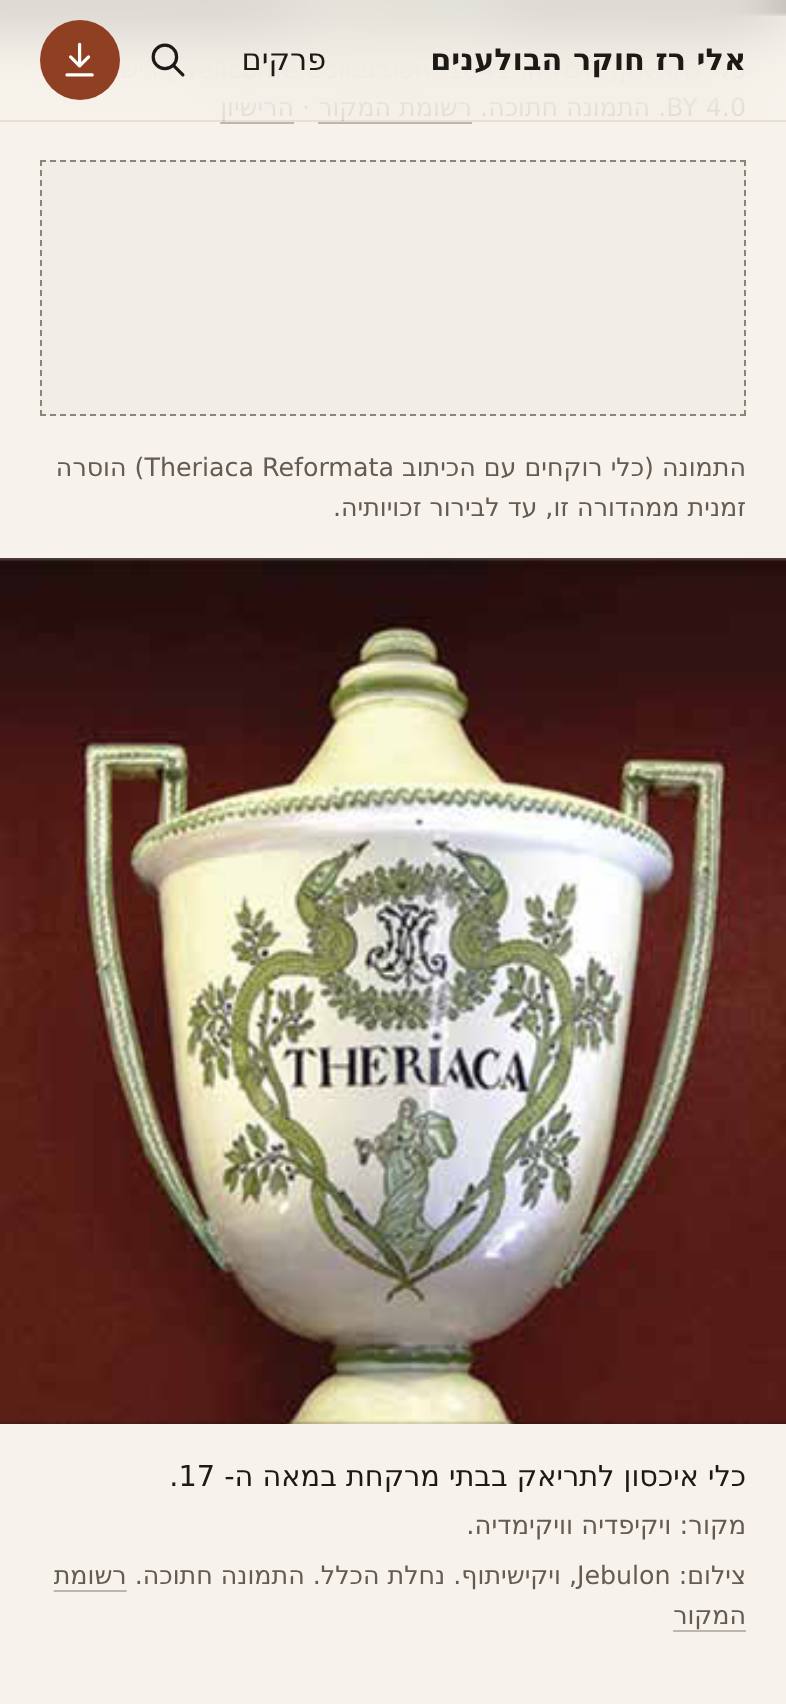 אלי רז חוקר הבולענים
פרקים
BY 4.0. התמונה חתוכה. רשומת המקור · הרישיון
התמונה (כלי רוקחים עם הכיתוב Theriaca Reformata) הוסרה
זמנית ממהדורה זו, עד לבירור זכויותיה.
THERIACA
כלי איכסון לתריאק בבתי מרקחת במאה ה- 17.
מקור: ויקיפדיה וויקימדיה.
צילום: Jebulon, ויקישיתוף. נחלת הכלל. התמונה חתוכה. רשומת
המקור